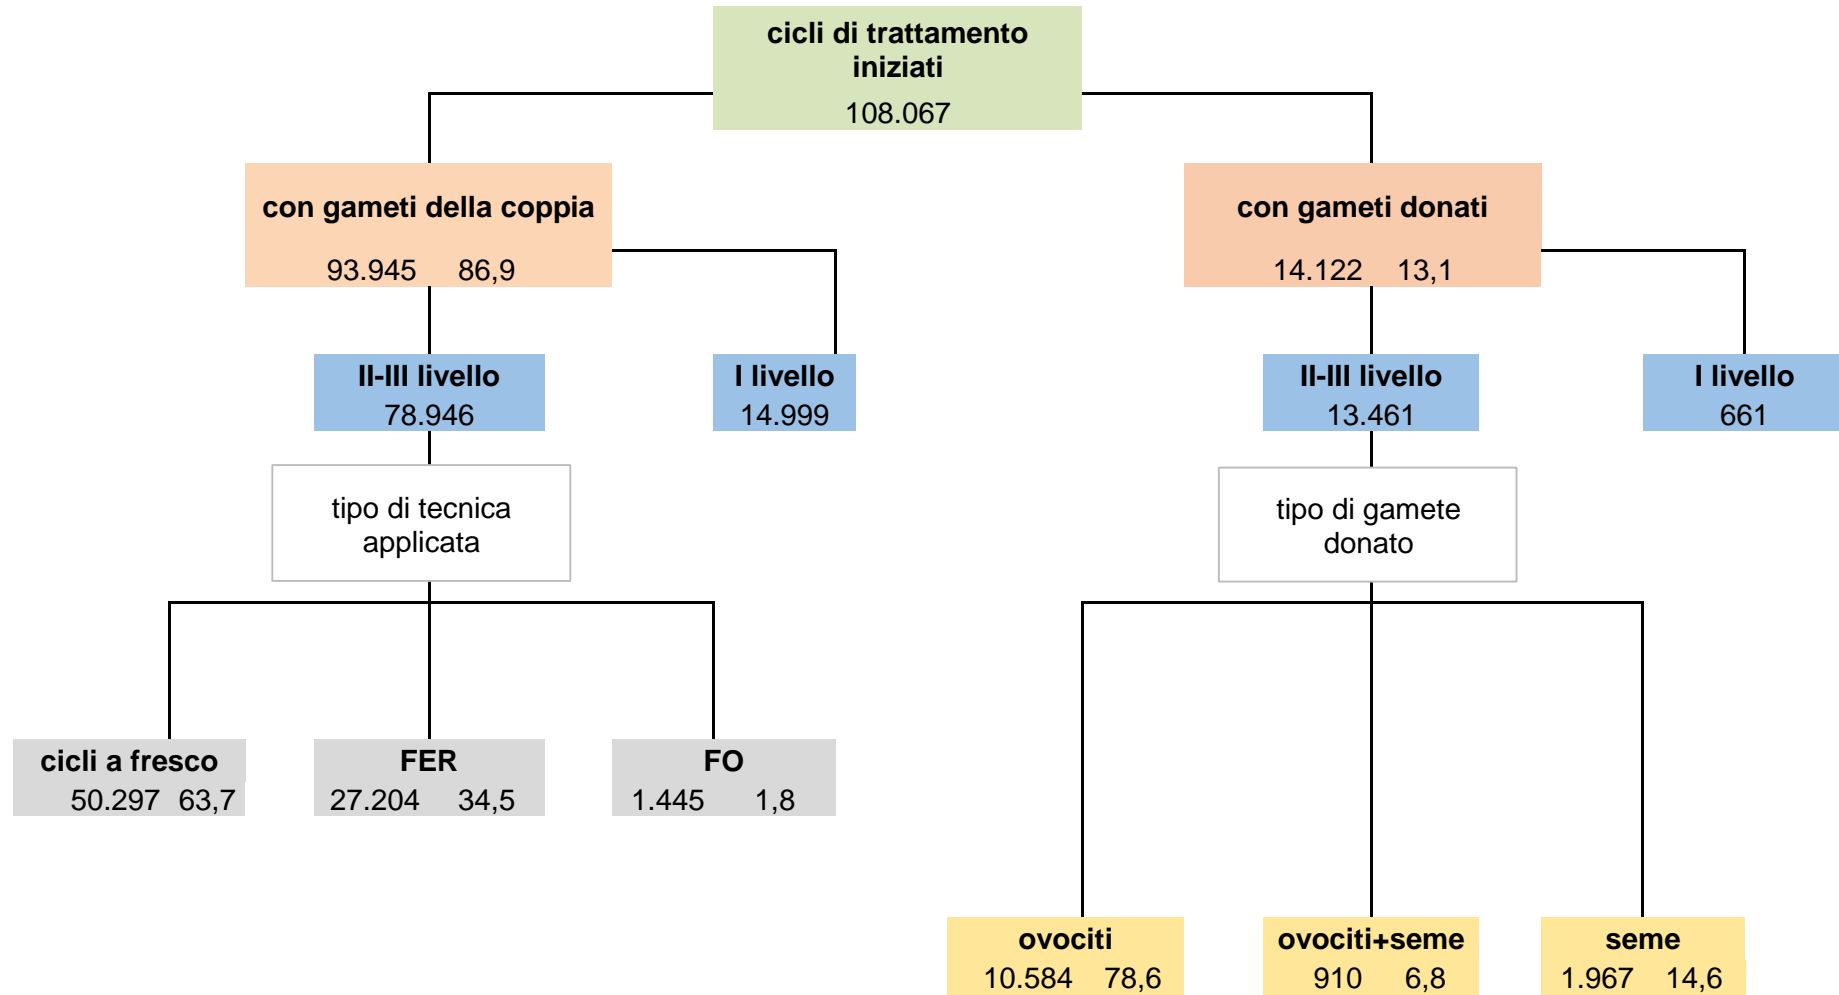 cicli di trattamento
iniziati
108.067
con gameti della coppia
93.945 86,9
con gameti donati
14.122 13,1
II-III livello
78.946
I livello
14.999
II-III livello
13.461
I livello
661
tipo di tecnica
applicata
tipo di gamete
donato
cicli a fresco
50.297 63,7
FER
27.204 34,5
FO
1.445 1,8
ovociti
10.584 78,6
ovociti+seme
910 6,8
seme
1.967 14,6